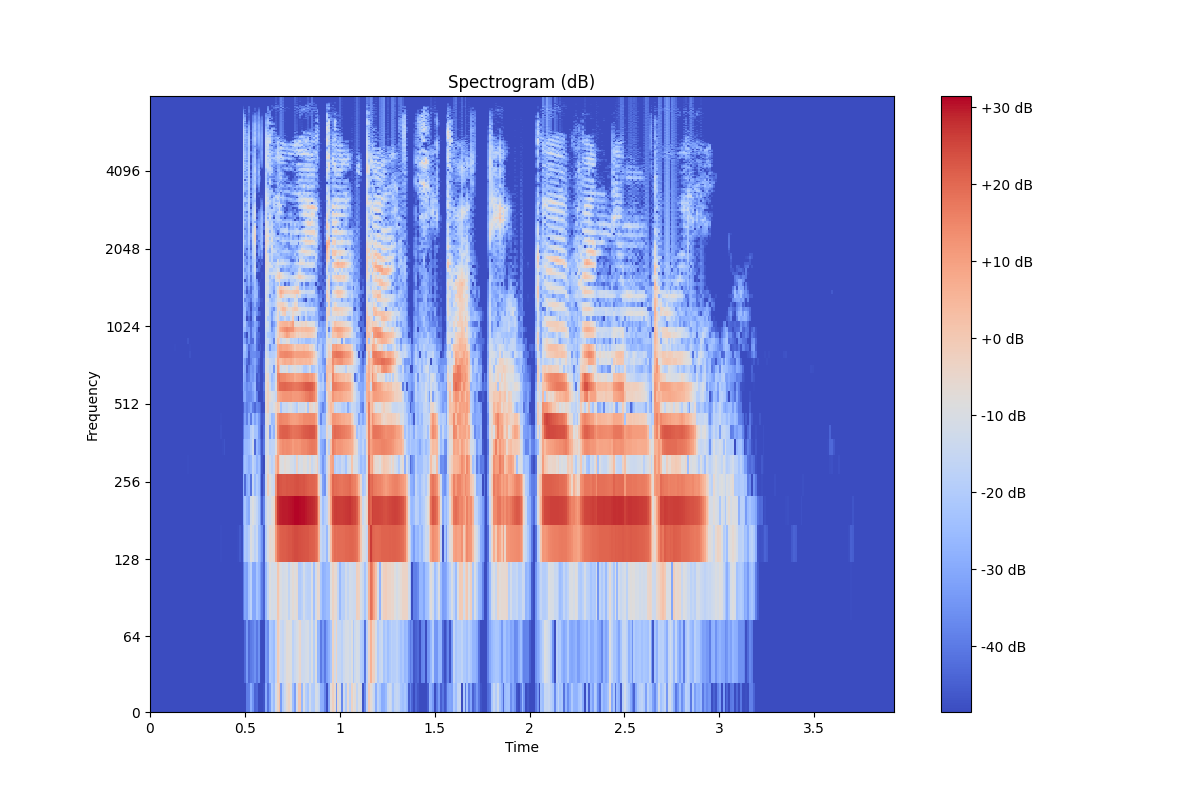 Spectrogram (dB)
+30 dB
4096
+20 dB
2048
+10 dB
1024
+0 dB
Frequency
512
-10 dB
256
-20 dB
128
-30 dB
64
-40 dB
0
0 0.5 1 1.5 2 2.5 3 3.5
Time